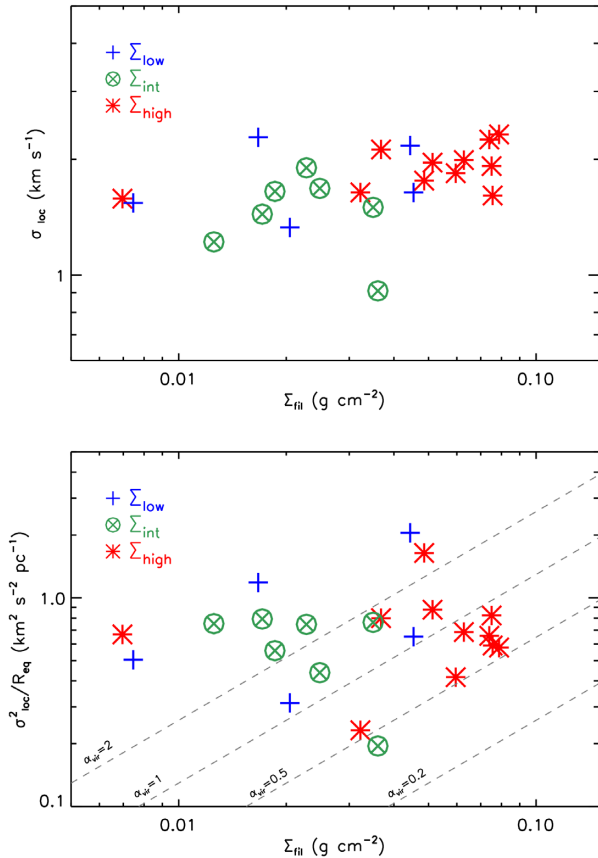 Σlow
Σint
Σhigh
σ loc (km s⁻¹)
1
0.01 0.10
Σfil (g cm⁻²)
Σlow
Σint
Σhigh
σ²loc/Req (km² s⁻² pc⁻¹)
1.0
0.1
αvir=2
αvir=1
αvir=0.5
αvir=0.2
0.01 0.10
Σfil (g cm⁻²)